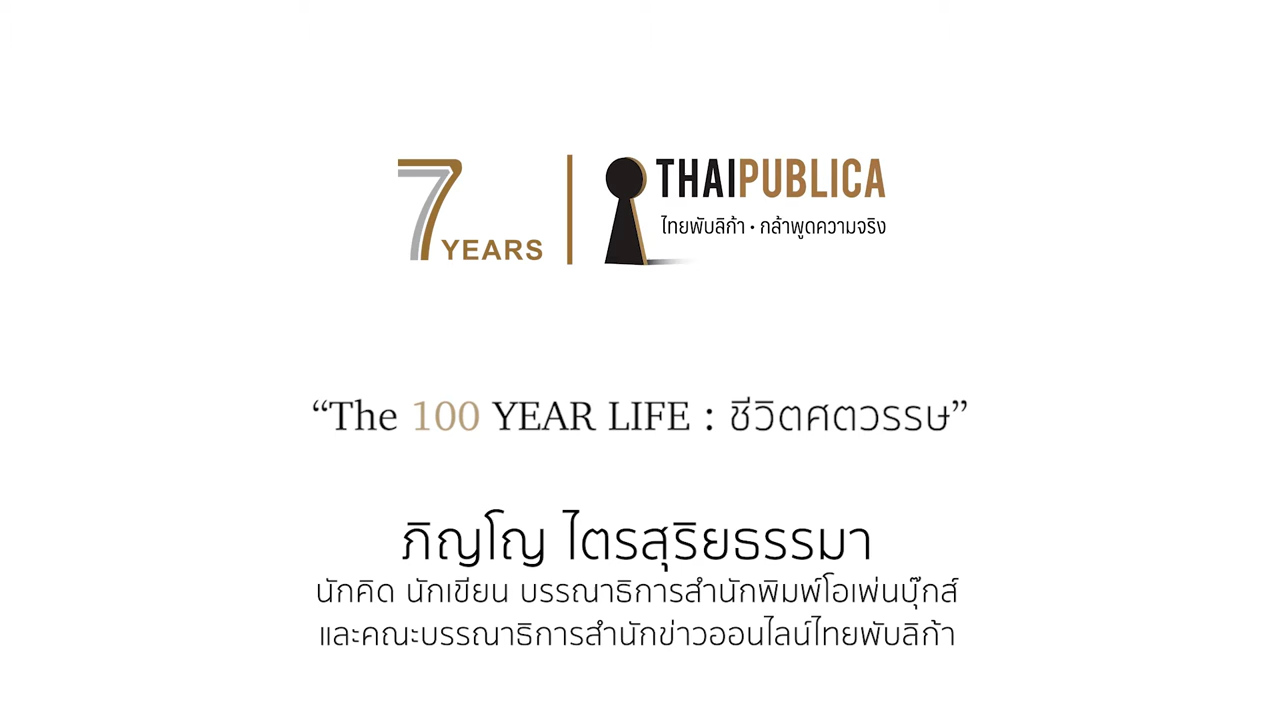 7 YEARS
THAIPUBLICA
ไทยพับลิก้า • กล้าพูดความจริง
“The 100 YEAR LIFE : ชีวิตศตวรรษ”
ภิญโญ ไตรสุริยธรรมา
นักคิด นักเขียน บรรณาธิการสำนักพิมพ์โอเพ่นบุ๊กส์
และคณะบรรณาธิการสำนักข่าวออนไลน์ไทยพับลิก้า